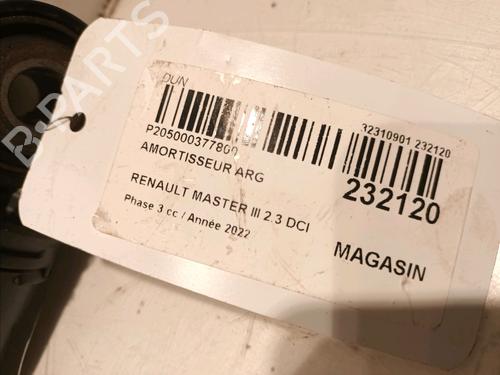 B-PARTS
DUN
P205000377800
32310901 232120
AMORTISSEUR ARG
232120
RENAULT MASTER III 2.3 DCI
Phase 3 cc / Année 2022
MAGASIN